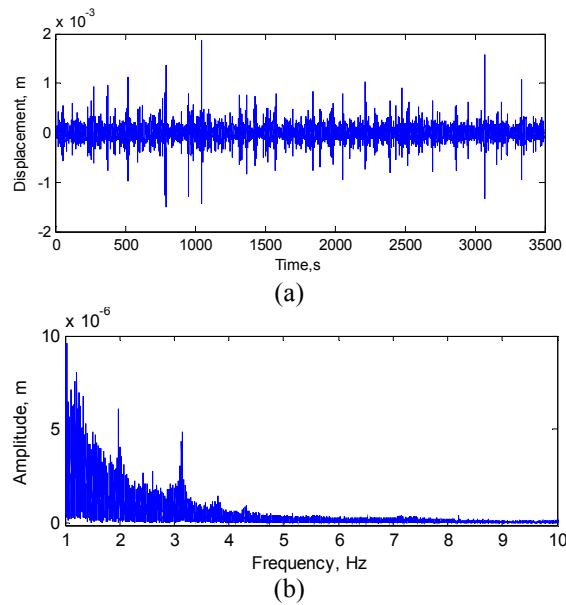 x 10⁻³
2
1
0
-1
-2
Displacement, m
0 500 1000 1500 2000 2500 3000 3500
Time,s
(a)
x 10⁻⁶
10
5
0
Amplitude, m
1 2 3 4 5 6 7 8 9 10
Frequency, Hz
(b)